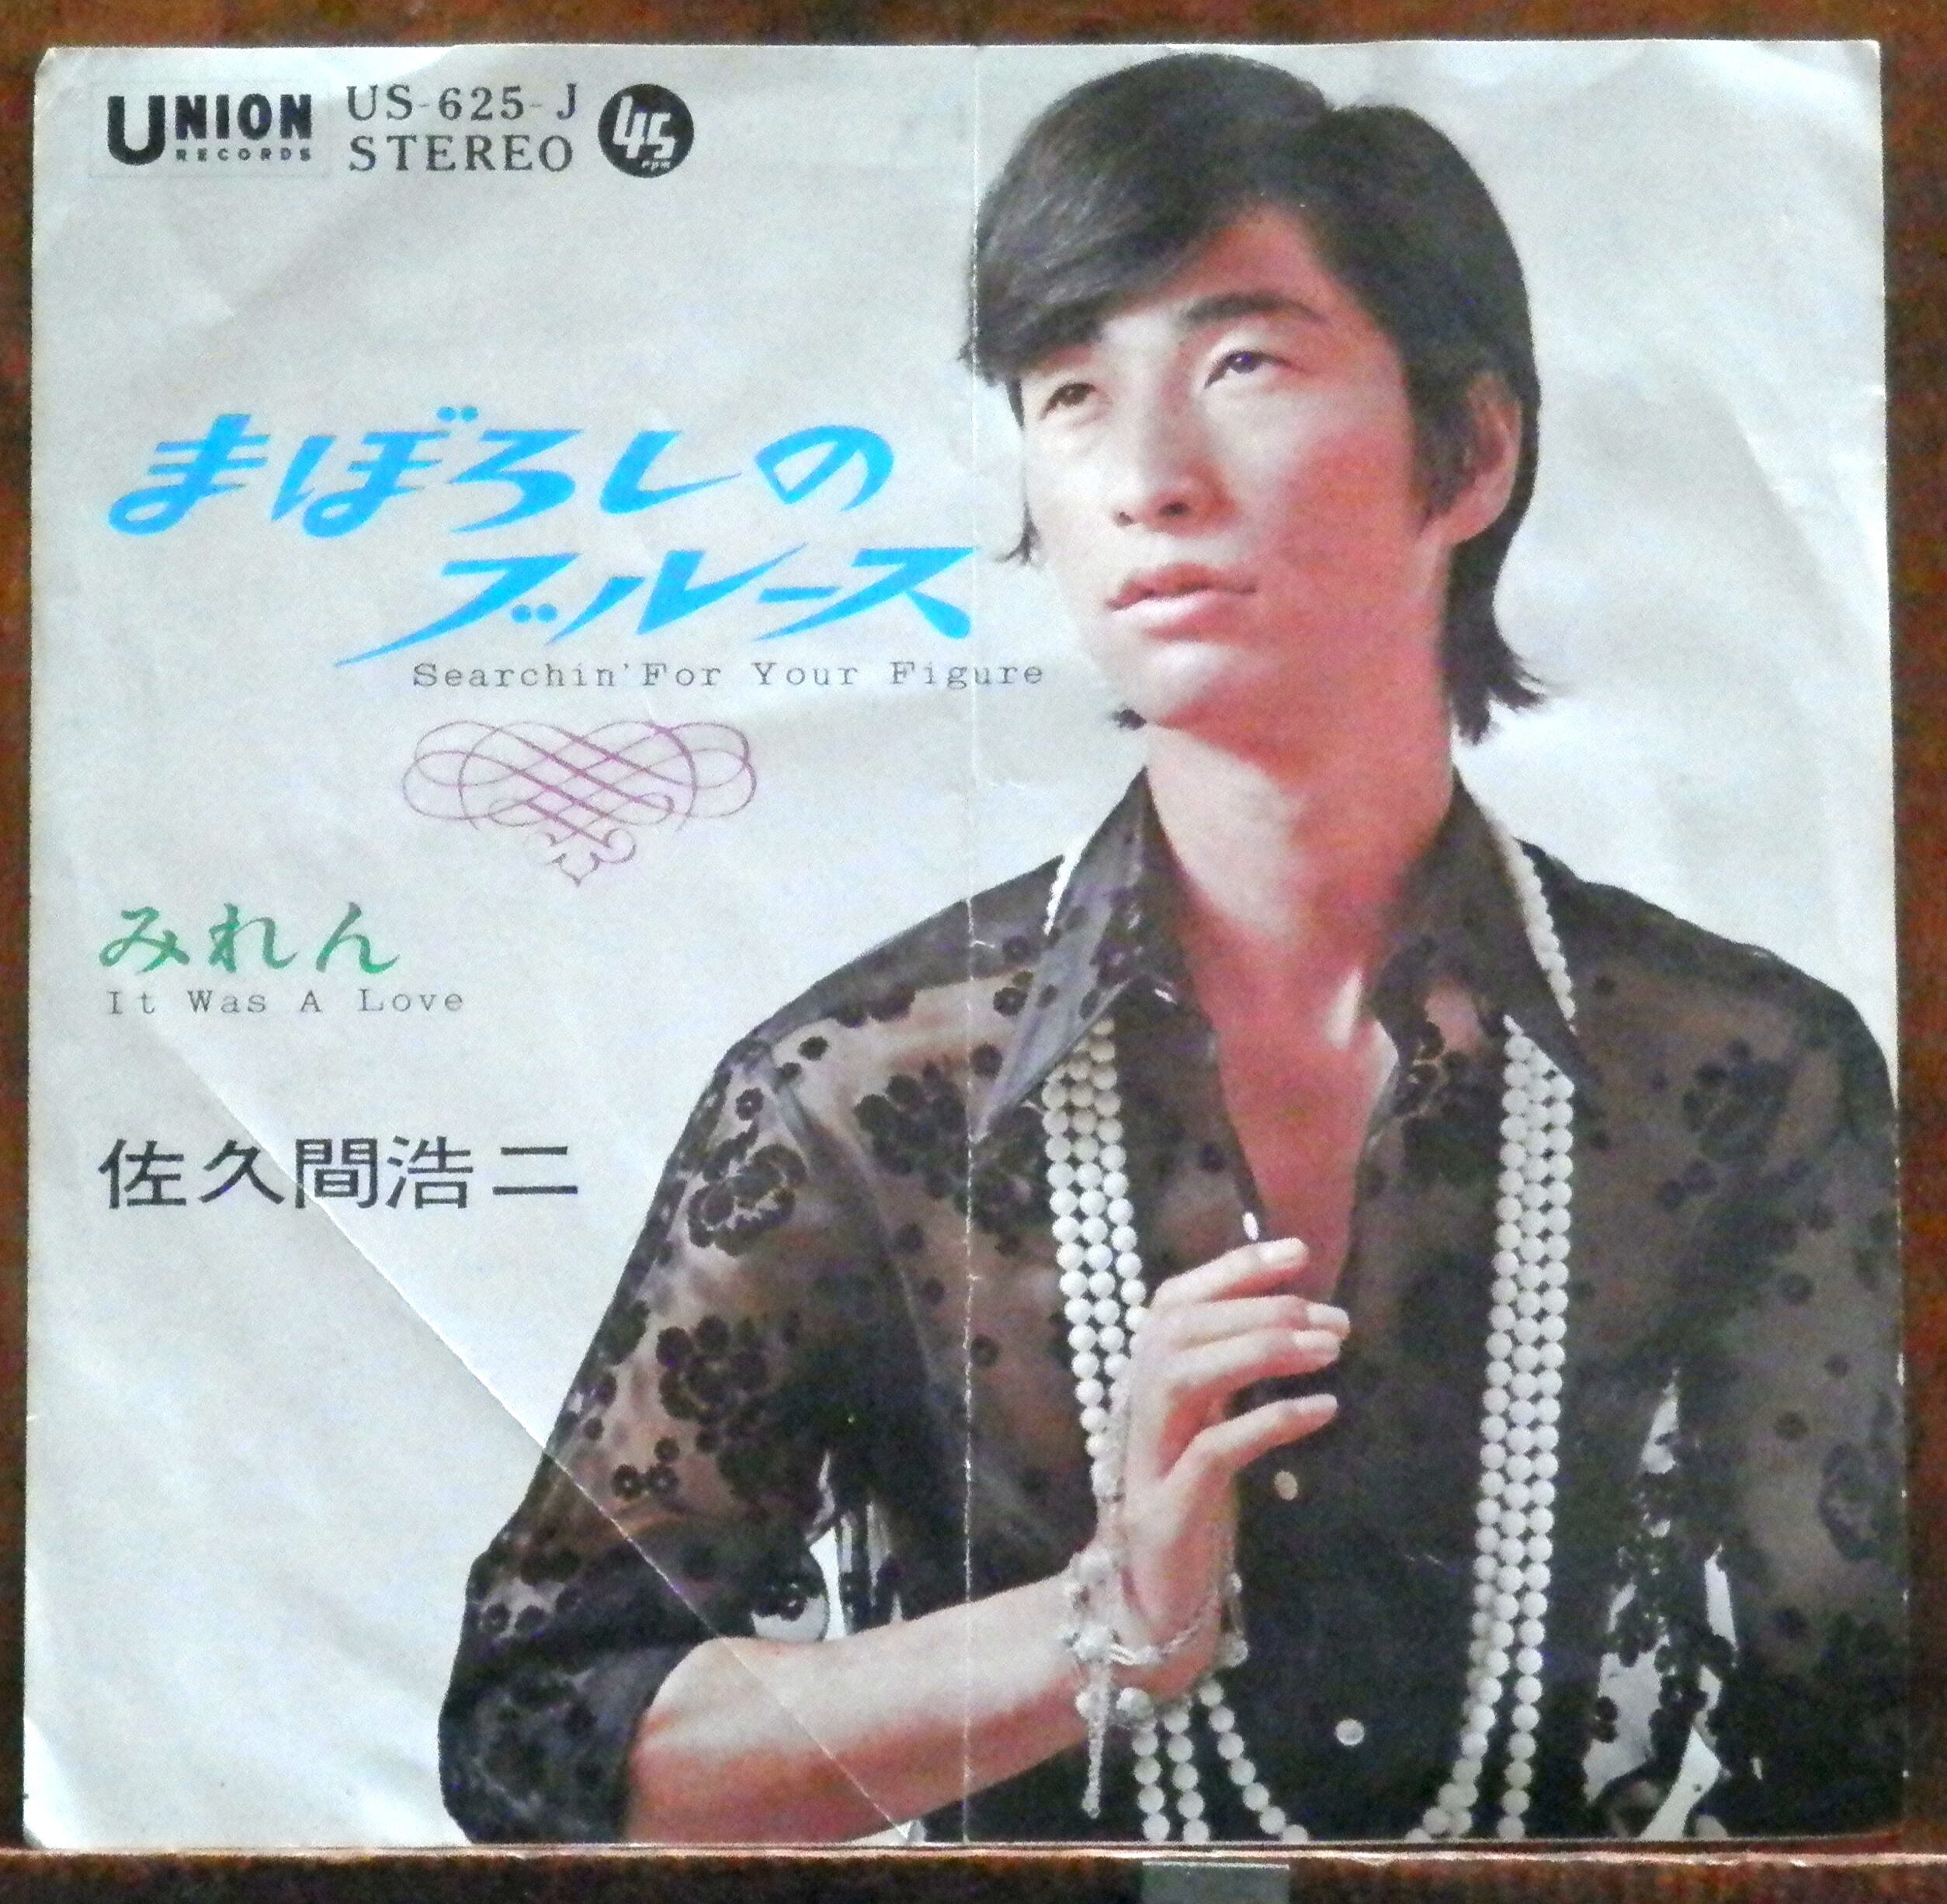 UNION
RECORDS
US-625-J
STEREO
45
rpm
まぼろしの
ブルース
Searchin' For Your Figure
みれん
It Was A Love
佐久間浩二